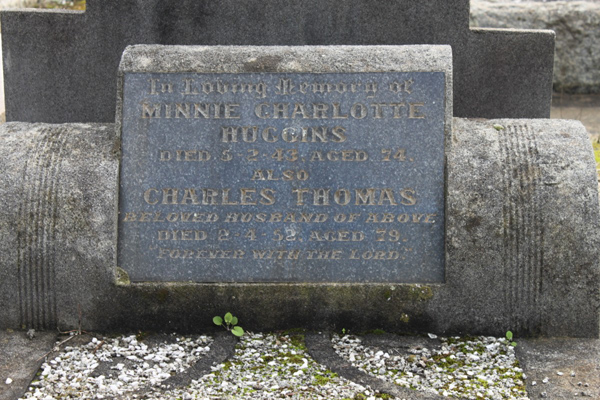 In Loving Memory of
MINNIE CHARLOTTE
HUGGINS
DIED 5·2·43. AGED 74.
ALSO
CHARLES THOMAS
BELOVED HUSBAND OF ABOVE
DIED 2·4·52. AGED 79.
"FOREVER WITH THE LORD"